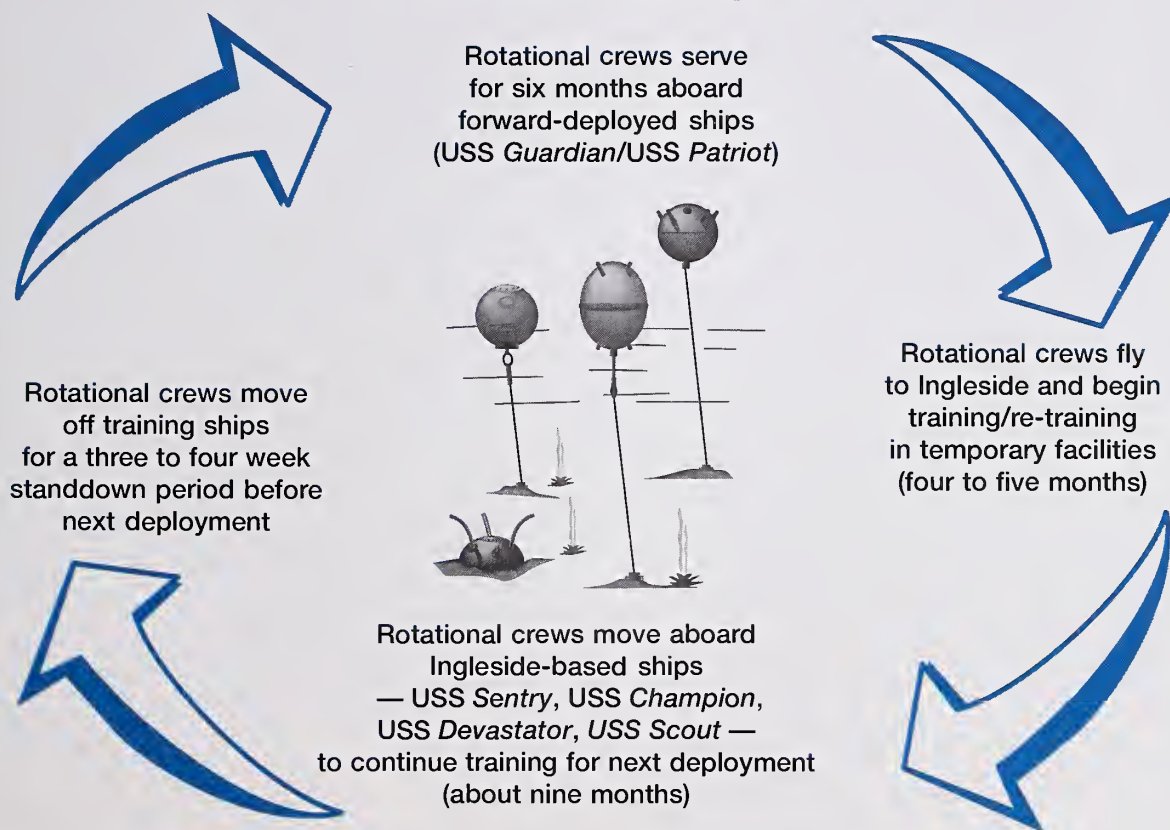 Rotational crews serve
for six months aboard
forward-deployed ships
(USS Guardian/USS Patriot)
Rotational crews fly
to Ingleside and begin
training/re-training
in temporary facilities
(four to five months)
Rotational crews move aboard
Ingleside-based ships
— USS Sentry, USS Champion,
USS Devastator, USS Scout —
to continue training for next deployment
(about nine months)
Rotational crews move
off training ships
for a three to four week
standdown period before
next deployment